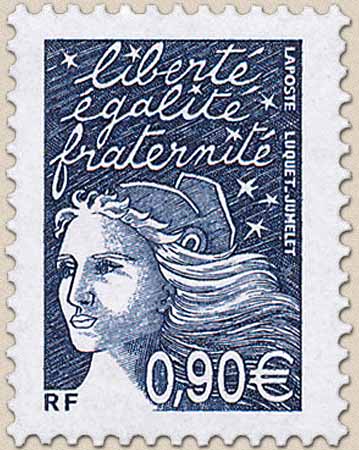 liberté
égalité
fraternité
LA POSTE LUQUET-JUMELET
0,90€
RF